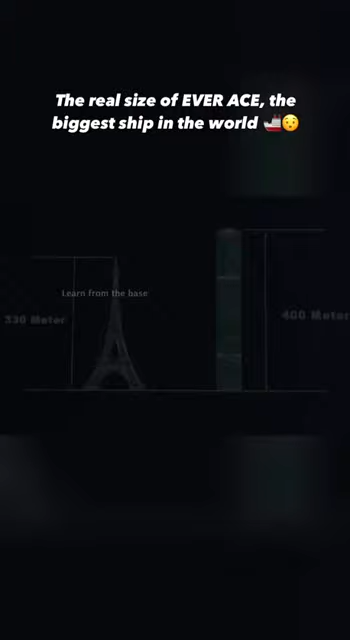 The real size of EVER ACE, the
biggest ship in the world 🚢😯
Learn from the base
330 Meter
400 Meter